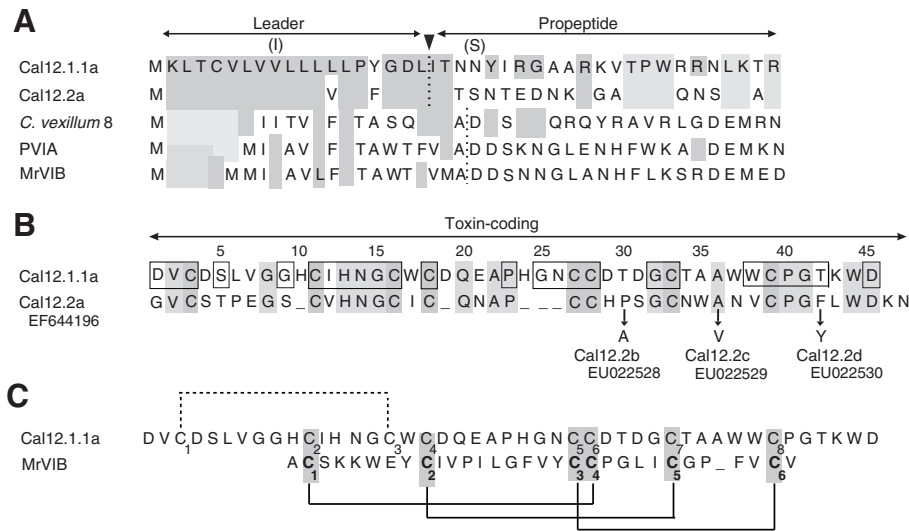 A
Leader Propeptide
(I) (S)
Cal12.1.1a M K L T C V L V V L L L L L L P Y G D L I T N N Y I R G A A R K V T P W R R N L K T R
Cal12.2a M V F T S N T E D N K G A Q N S A
C. vexillum 8 M I I T V F T A S Q A D S Q R Q Y R A V R L G D E M R N
PVIA M M I A V F T A W T F V A D D S K N G L E N H F W K A D E M K N
MrVIB M M M I A V L F T A W T V M A D D S N N G L A N H F L K S R D E M E D
B
Toxin-coding
5 10 15 20 25 30 35 40 45
Cal12.1.1a D V C D S L V G G H C I H N G C W C D Q E A P H G N C C D T D G C T A A W W C P G T K W D
Cal12.2a G V C S T P E G S _ C V H N G C I C _ Q N A P _ _ _ C C H P S G C N W A N V C P G F L W D K N
EF644196
A V Y
Cal12.2b Cal12.2c Cal12.2d
EU022528 EU022529 EU022530
C
Cal12.1.1a D V C D S L V G G H C I H N G C W C D Q E A P H G N C C D T D G C T A A W W C P G T K W D
1 2 3 4 5 6 7 8
MrVIB A C S K K W E Y C I V P I L G F V Y C C P G L I C G P _ F V C V
1 2 3 4 5 6